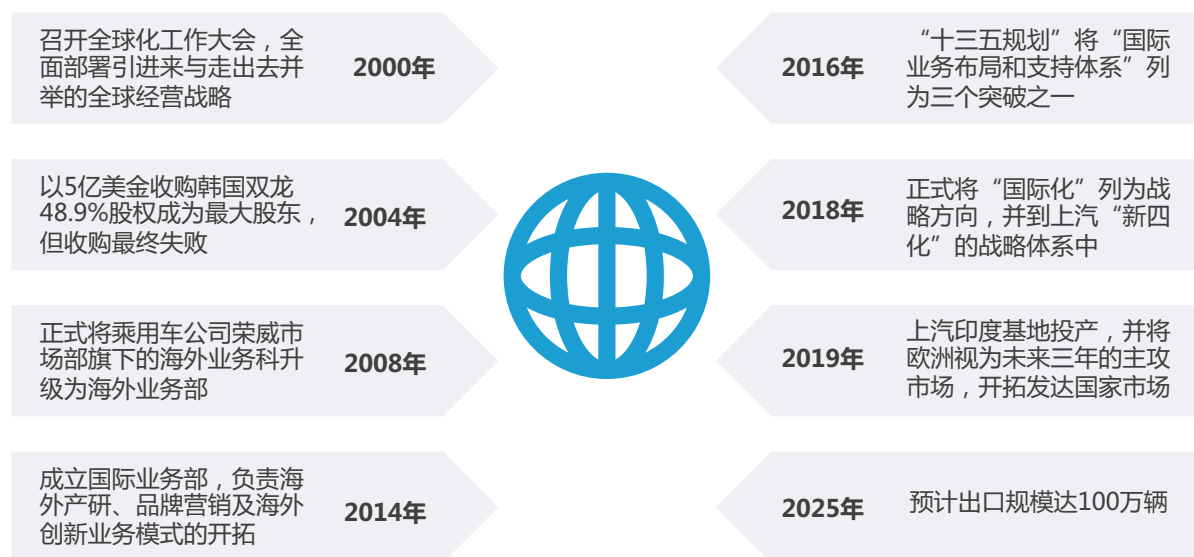 召开全球化工作大会，全
面部署引进来与走出去并
举的全球经营战略
2000年
以5亿美金收购韩国双龙
48.9%股权成为最大股东，
但收购最终失败
2004年
正式将乘用车公司荣威市
场部旗下的海外业务科升
级为海外业务部
2008年
成立国际业务部，负责海
外产研、品牌营销及海外
创新业务模式的开拓
2014年
2016年
“十三五规划”将“国际
业务布局和支持体系”列
为三个突破之一
2018年
正式将“国际化”列为战
略方向，并到上汽“新四
化”的战略体系中
2019年
上汽印度基地投产，并将
欧洲视为未来三年的主攻
市场，开拓发达国家市场
2025年
预计出口规模达100万辆